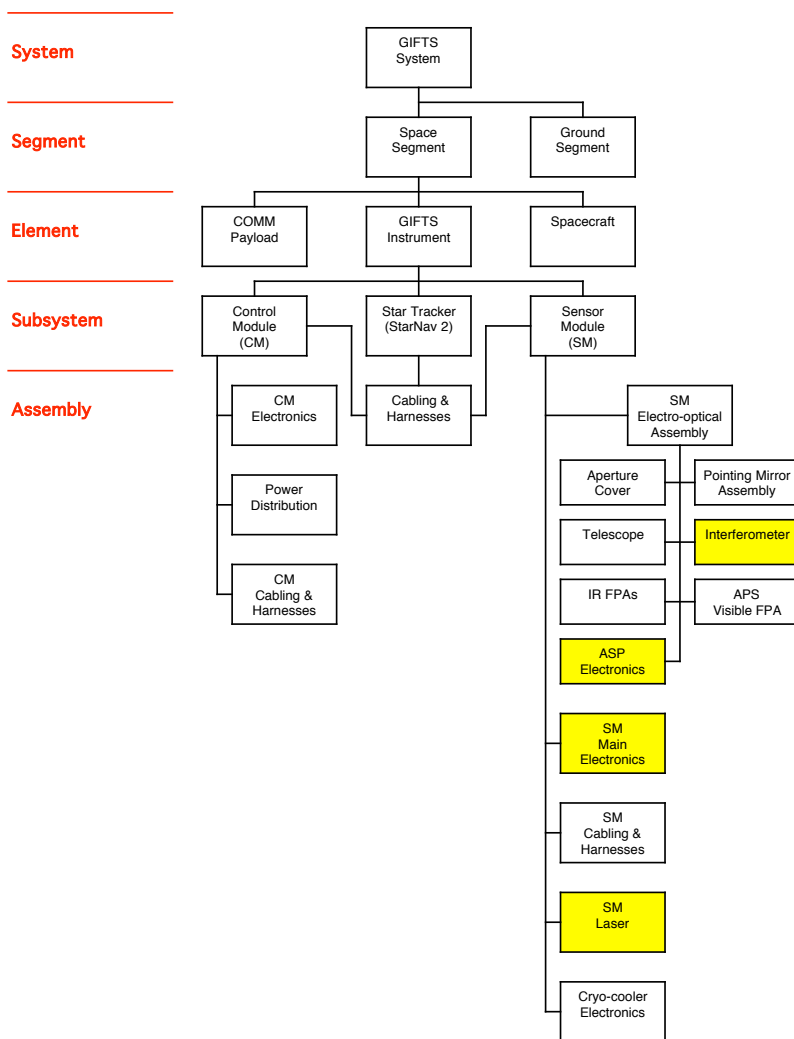 System
GIFTS
System
Segment
Space
Segment
Ground
Segment
Element
COMM
Payload
GIFTS
Instrument
Spacecraft
Subsystem
Control
Module
(CM)
Star Tracker
(StarNav 2)
Sensor
Module
(SM)
Assembly
CM
Electronics
Cabling &
Harnesses
SM
Electro-optical
Assembly
Aperture
Cover
Pointing Mirror
Assembly
Power
Distribution
Telescope
Interferometer
CM
Cabling &
Harnesses
IR FPAs
APS
Visible FPA
ASP
Electronics
SM
Main
Electronics
SM
Cabling &
Harnesses
SM
Laser
Cryo-cooler
Electronics